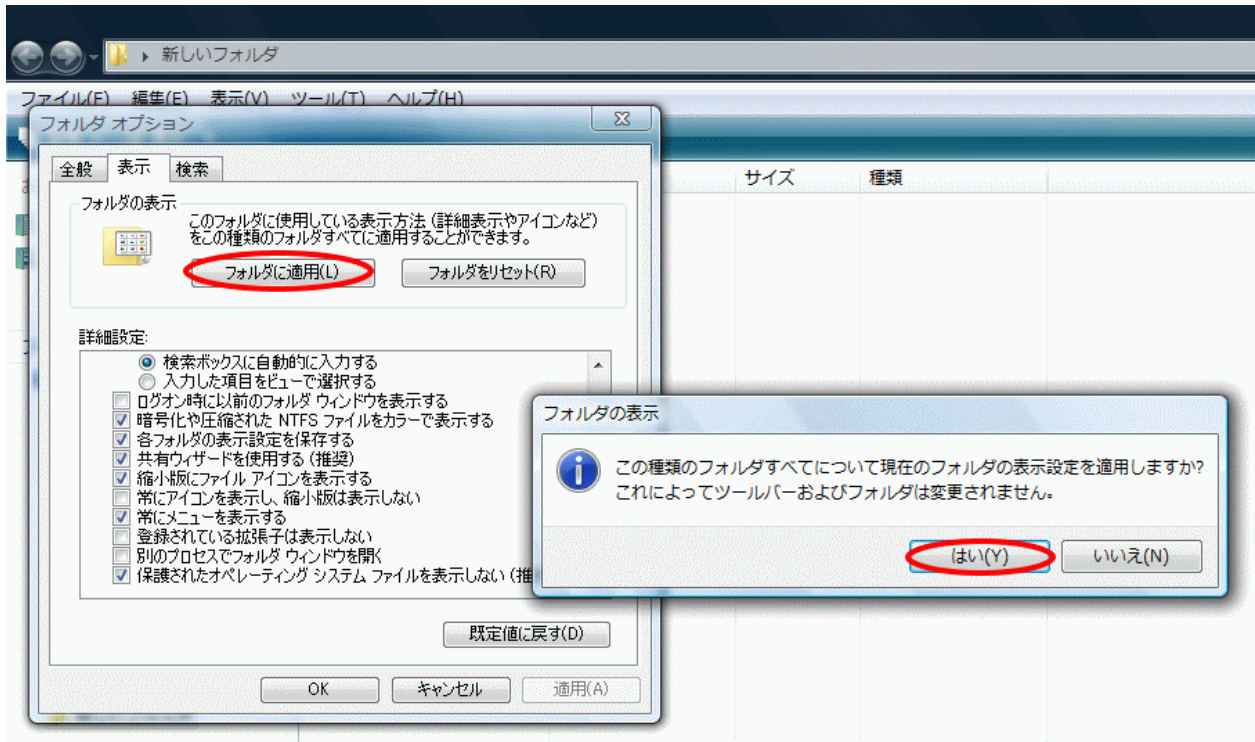 新しいフォルダ
ファイル(F) 編集(E) 表示(V) ツール(T) ヘルプ(H)
フォルダ オプション
サイズ 種類
全般 表示 検索
フォルダの表示
このフォルダに使用している表示方法 (詳細表示やアイコンなど)
をこの種類のフォルダすべてに適用することができます。
フォルダに適用(L) フォルダをリセット(R)
詳細設定:
検索ボックスに自動的に入力する
入力した項目をビューで選択する
ログオン時に以前のフォルダ ウィンドウを表示する
暗号化や圧縮された NTFS ファイルをカラーで表示する
各フォルダの表示設定を保存する
共有ウィザードを使用する (推奨)
縮小版にファイル アイコンを表示する
常にアイコンを表示し、縮小版は表示しない
常にメニューを表示する
登録されている拡張子は表示しない
別のプロセスでフォルダ ウィンドウを開く
保護されたオペレーティング システム ファイルを表示しない (推
既定値に戻す(D)
OK キャンセル 適用(A)
フォルダの表示
この種類のフォルダすべてについて現在のフォルダの表示設定を適用しますか?
これによってツールバーおよびフォルダは変更されません。
はい(Y) いいえ(N)